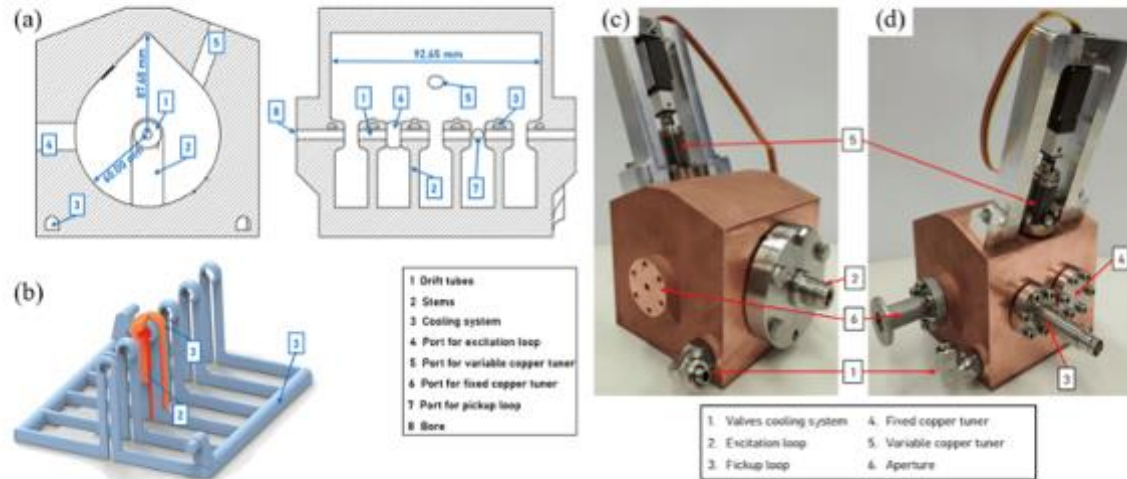 (a)
5
87.65 mm
1
4
40.00 mm
2
3
92.65 mm
1
6
5
3
8
2
7
(b)
3
3
2
1 Drift tubes
2 Stems
3 Cooling system
4 Port for excitation loop
5 Port for variable copper tuner
6 Port for fixed copper tuner
7 Port for pickup loop
8 Bore
(c)
(d)
5
4
2
6
1
3
1. Valves cooling system
2. Excitation loop
3. Pickup loop
4. Fixed copper tuner
5. Variable copper tuner
6. Aperture